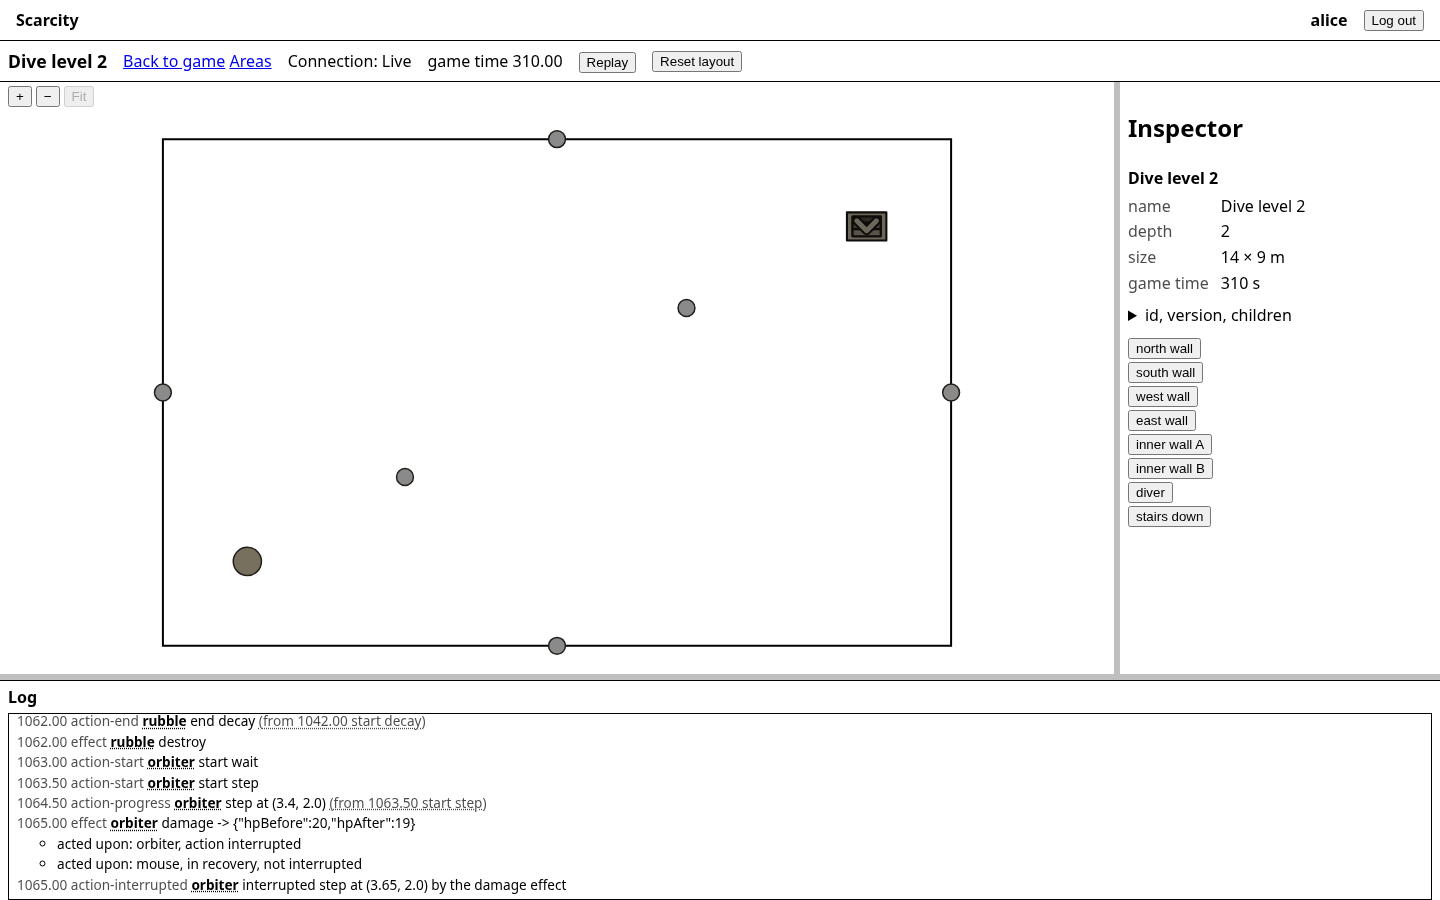 Scarcity
alice
Log out
Dive level 2
Back to game Areas
Connection: Live
game time 310.00
Replay
Reset layout
+
−
Fit
Inspector
Dive level 2
name Dive level 2
depth 2
size 14 × 9 m
game time 310 s
id, version, children
north wall
south wall
west wall
east wall
inner wall A
inner wall B
diver
stairs down
Log
1062.00 action-end rubble end decay (from 1042.00 start decay)
1062.00 effect rubble destroy
1063.00 action-start orbiter start wait
1063.50 action-start orbiter start step
1064.50 action-progress orbiter step at (3.4, 2.0) (from 1063.50 start step)
1065.00 effect orbiter damage -> {"hpBefore":20,"hpAfter":19}
acted upon: orbiter, action interrupted
acted upon: mouse, in recovery, not interrupted
1065.00 action-interrupted orbiter interrupted step at (3.65, 2.0) by the damage effect